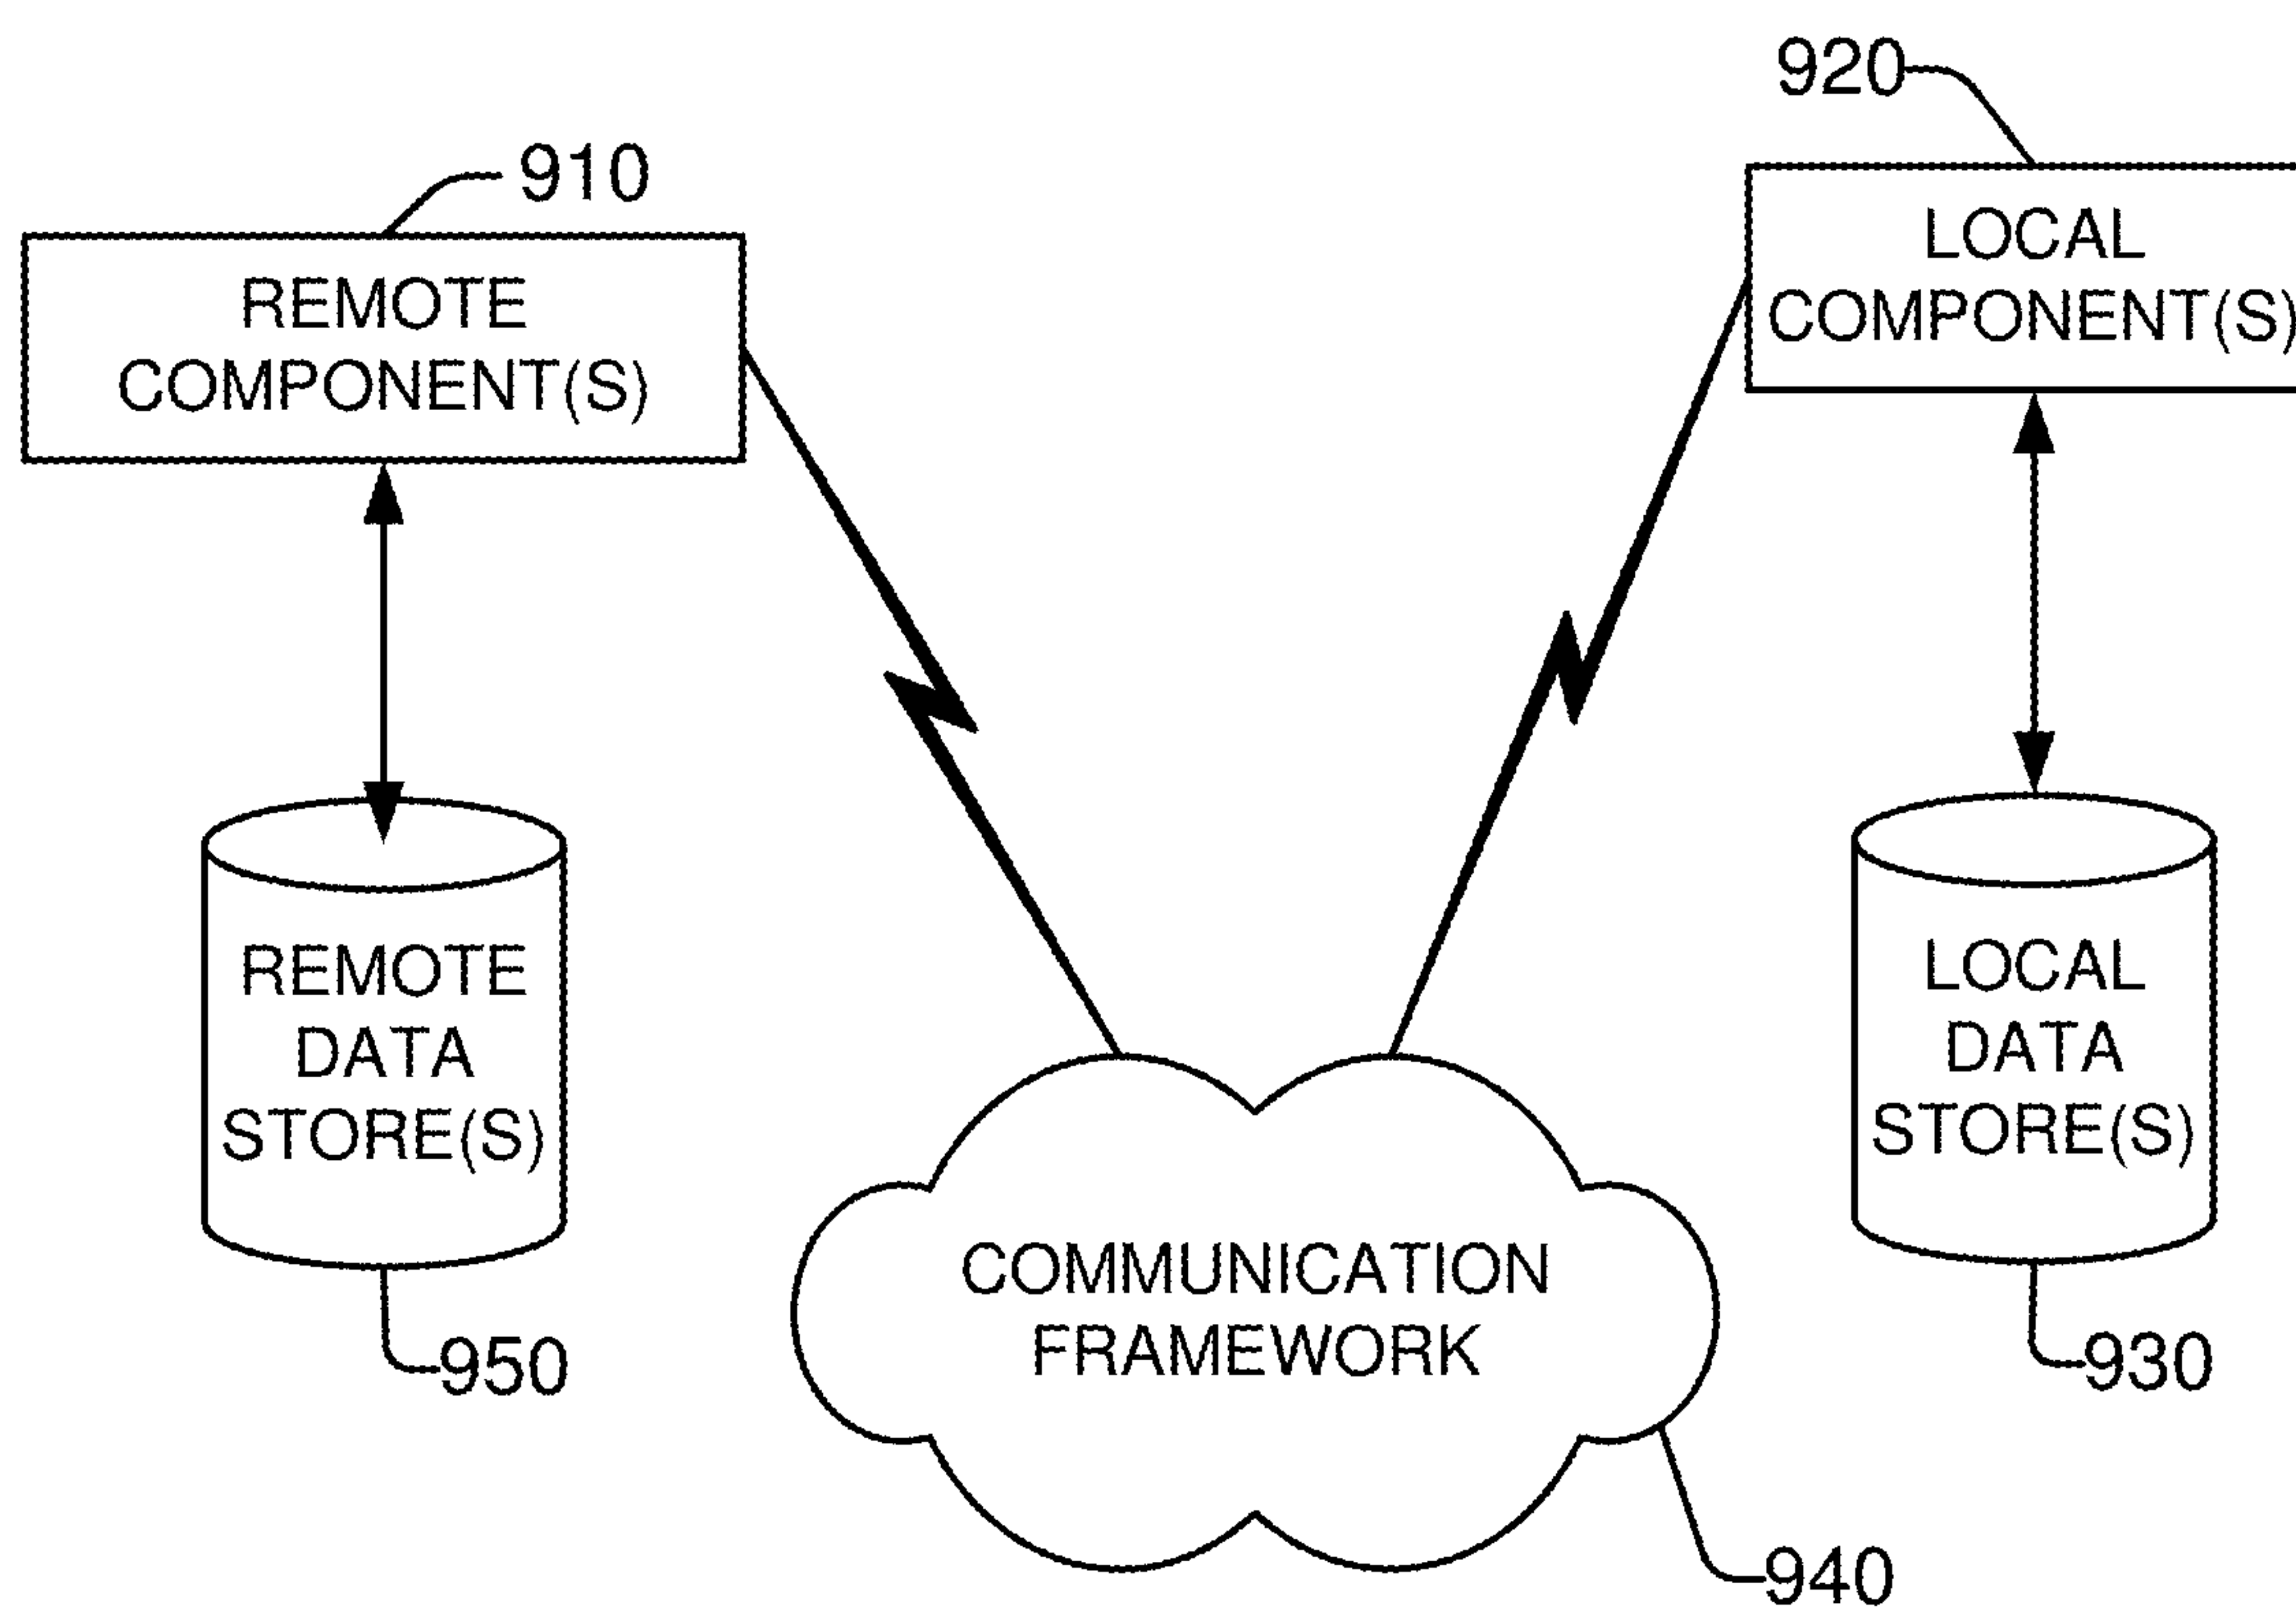 920
910
LOCAL
COMPONENT(S)
REMOTE
COMPONENT(S)
REMOTE
DATA
STORE(S)
LOCAL
DATA
STORE(S)
COMMUNICATION
FRAMEWORK
950
930
940